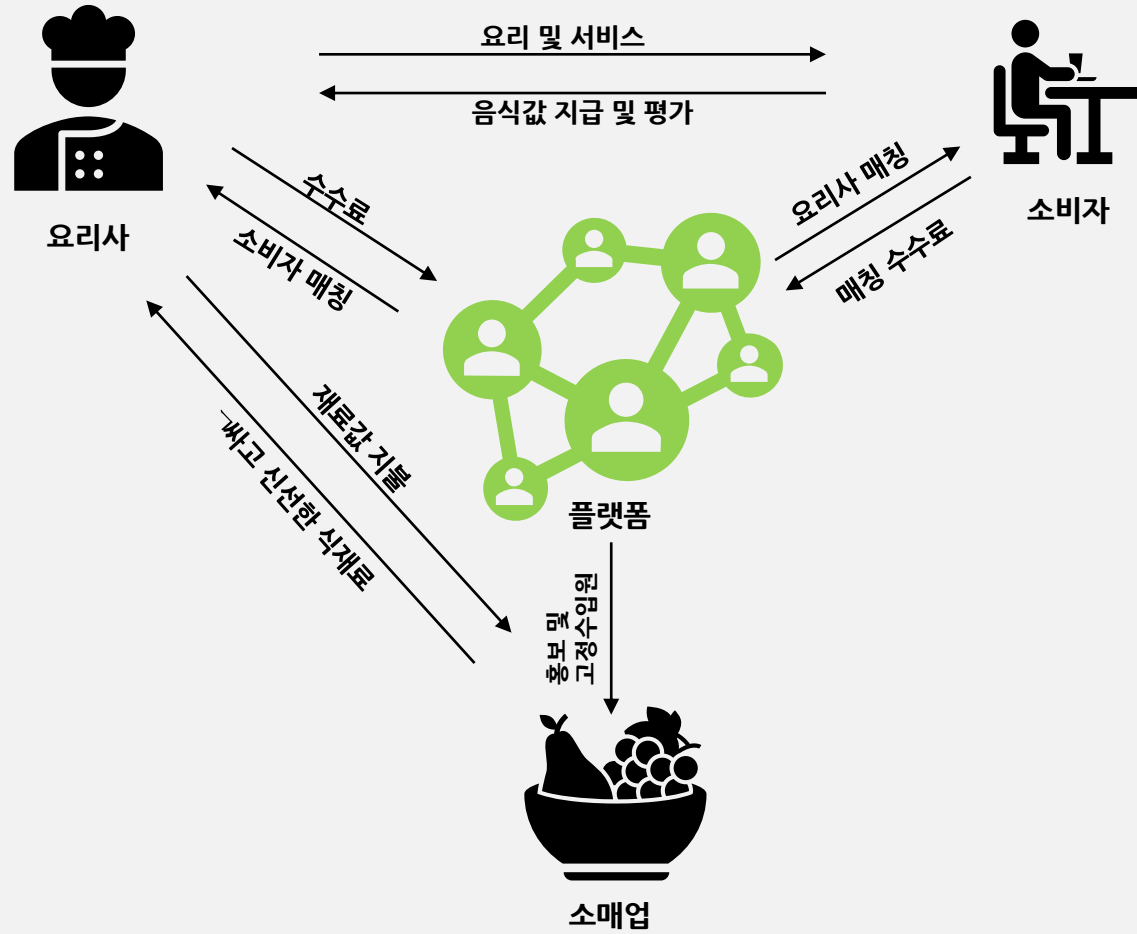 요리 및 서비스
음식값 지급 및 평가
요리사
소비자
수수료
소비자 매칭
요리사 매칭
매칭 수수료
재료값 지불
싸고 신선한 식재료
플랫폼
홍보 및
고정수입원
소매업